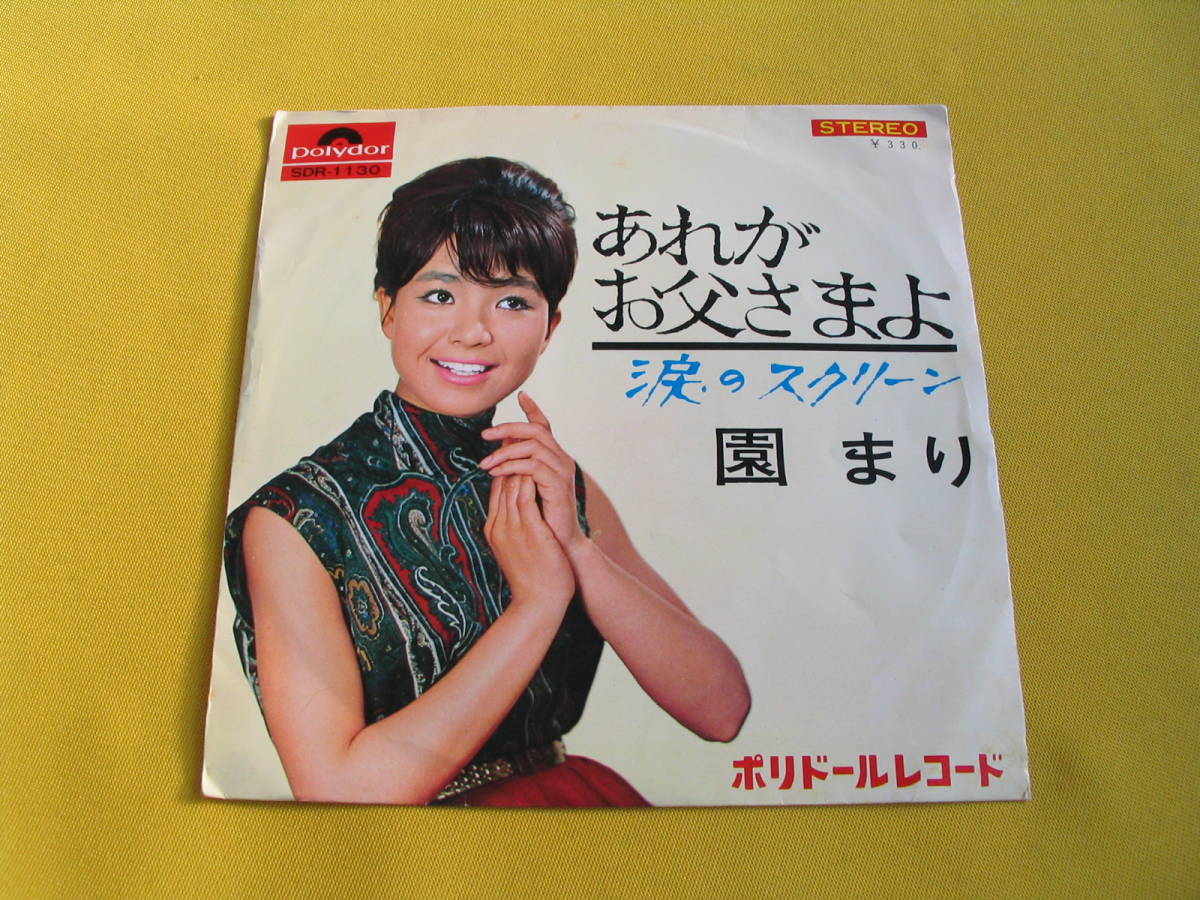 polydor
SDR-1130
STEREO
¥330.
あれが
お父さまよ
涙のスクリーン
園まり
ポリドールレコード